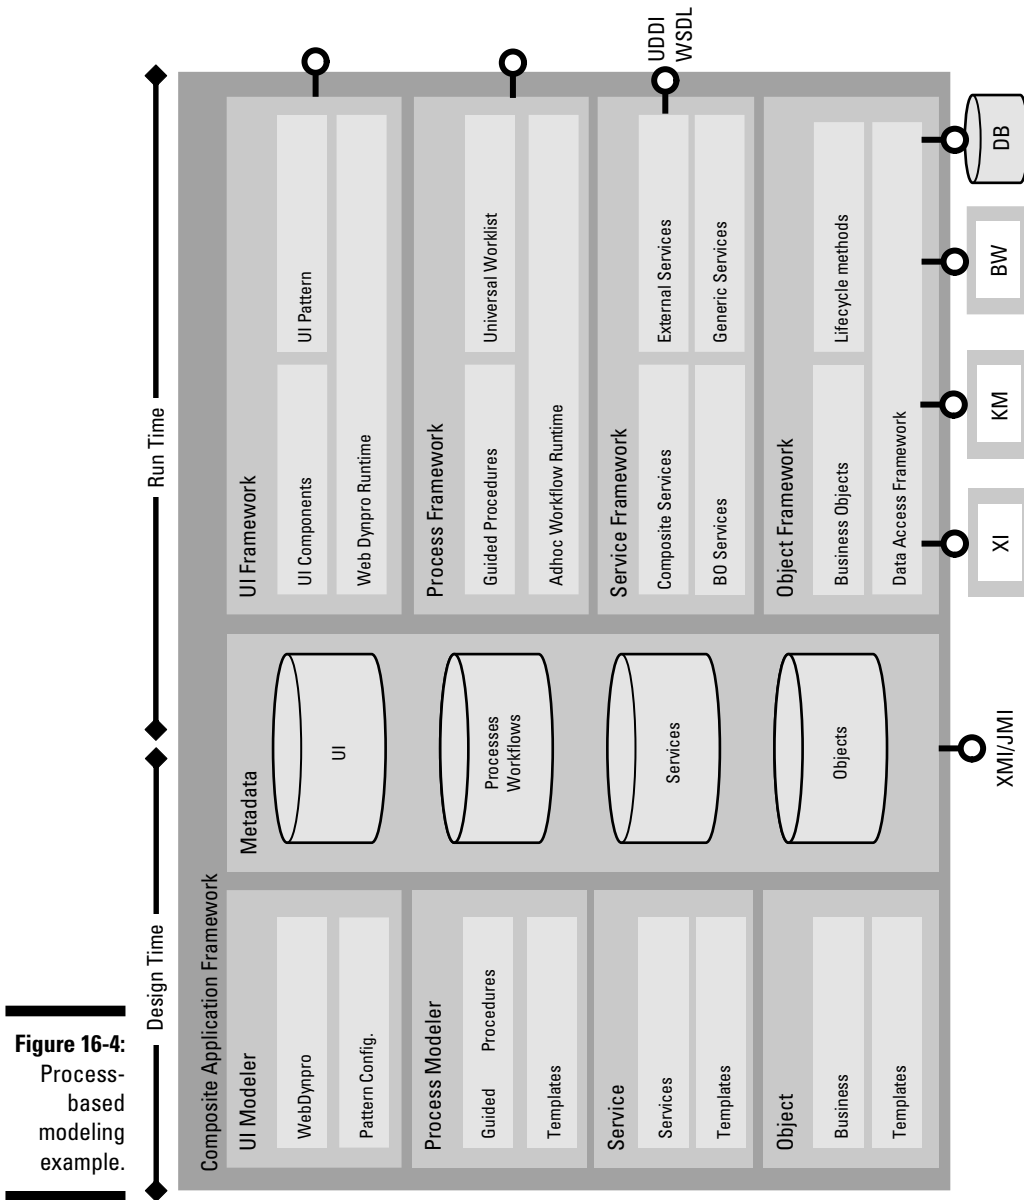 Figure 16-4:
Process-
based
modeling
example.
Design Time
Run Time
Composite Application Framework
UI Modeler
WebDynpro
Pattern Config.
Process Modeler
Guided Procedures
Templates
Service
Services
Templates
Object
Business
Templates
Metadata
UI
Processes
Workflows
Services
Objects
XMI/JMI
UI Framework
UI Components
UI Pattern
Web Dynpro Runtime
Process Framework
Guided Procedures
Universal Worklist
Adhoc Workflow Runtime
Service Framework
Composite Services
External Services
BO Services
Generic Services
UDDI
WSDL
Object Framework
Business Objects
Lifecycle methods
Data Access Framework
XI
KM
BW
DB